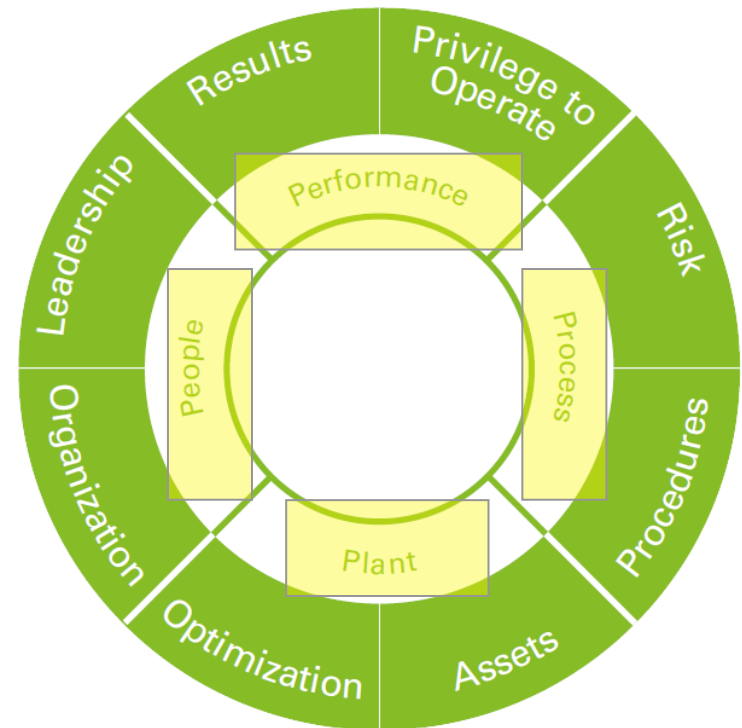 Results
Privilege to
Operate
Risk
Procedures
Assets
Optimization
Organization
Leadership
Performance
Process
Plant
People